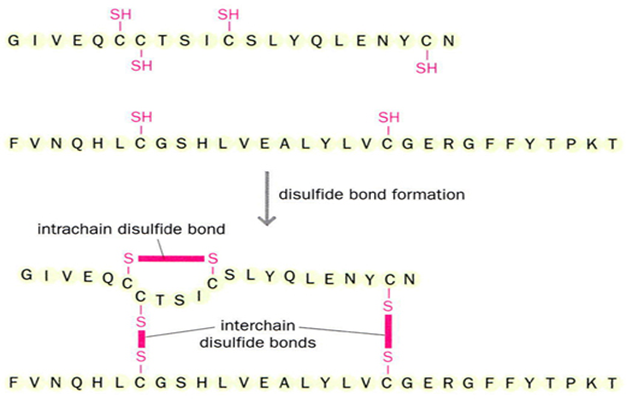 SH SH
G I V E Q C C T S I C S L Y Q L E N Y C N
SH SH
SH SH
F V N Q H L C G S H L V E A L Y L V C G E R G F F Y T P K T
disulfide bond formation
intrachain disulfide bond
S S
G I V E Q C C T S I C S L Y Q L E N Y C N
S S
interchain
disulfide bonds
S S
F V N Q H L C G S H L V E A L Y L V C G E R G F F Y T P K T